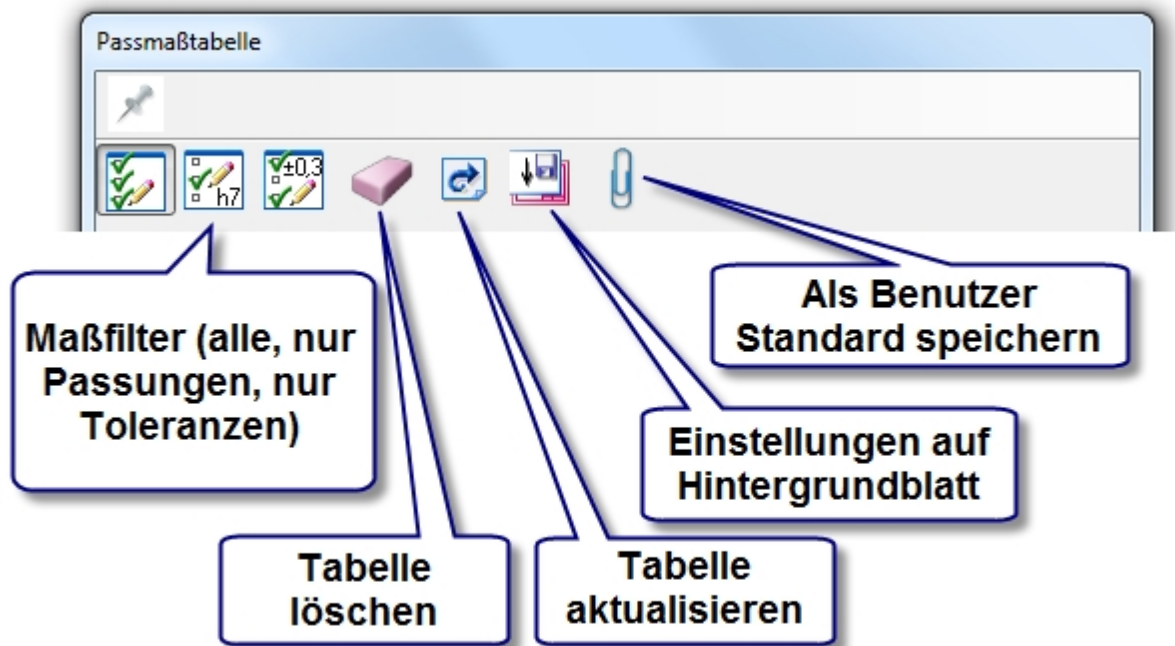 Passmaßtabelle
h7
±0,3
Maßfilter (alle, nur
Passungen, nur
Toleranzen)
Als Benutzer
Standard speichern
Einstellungen auf
Hintergrundblatt
Tabelle
löschen
Tabelle
aktualisieren